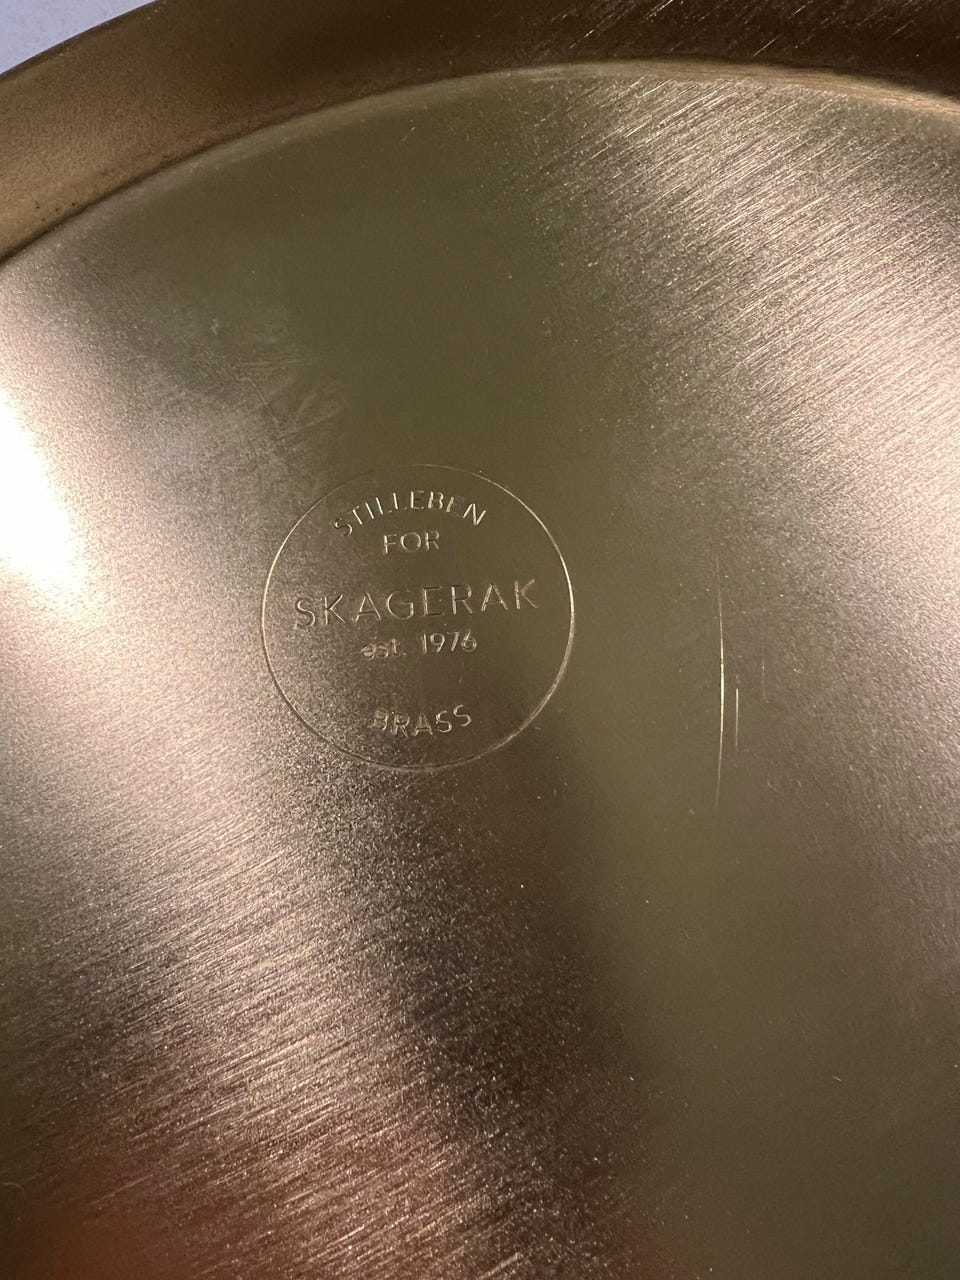 STILLEBEN
FOR
SKAGERAK
est. 1976
BRASS